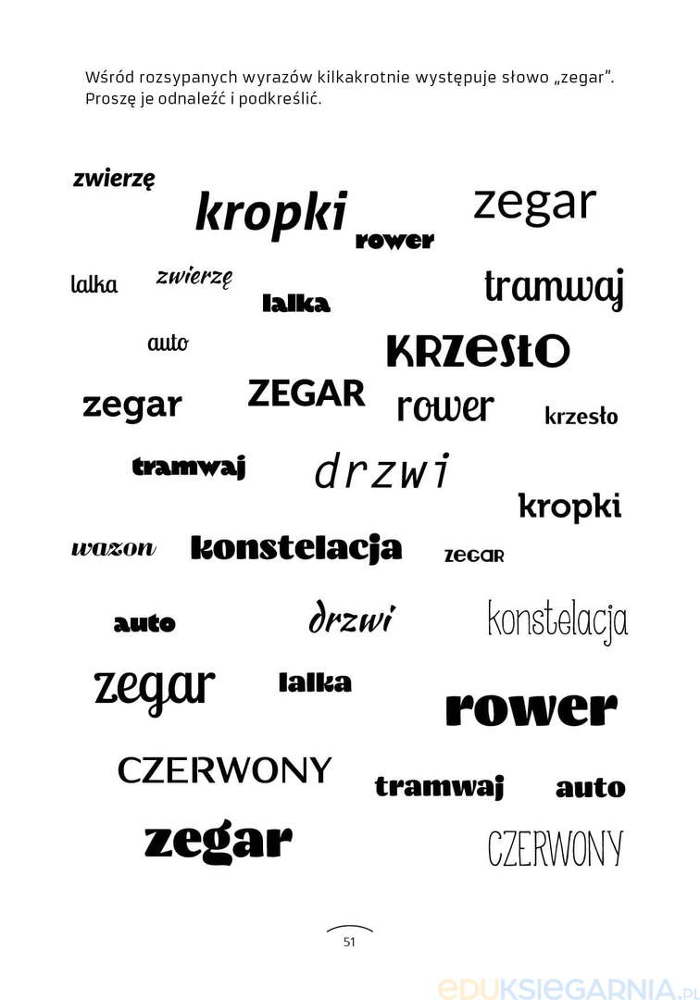 Wśród rozsypanych wyrazów kilkakrotnie występuje słowo „zegar”.
Proszę je odnaleźć i podkreślić.
zwierzę
kropki
zegar
rower
lalka
zwierzę
lalka
tramwaj
auto
KRZeSłO
zegar
ZEGAR
rower
krzesło
tramwaj
drzwi
kropki
wazon
konstelacja
zeGaR
auto
drzwi
konstelacja
zegar
lalka
rower
CZERWONY
tramwaj
auto
zegar
CZERWONY
51
eDUKSIeGARNIA.PL